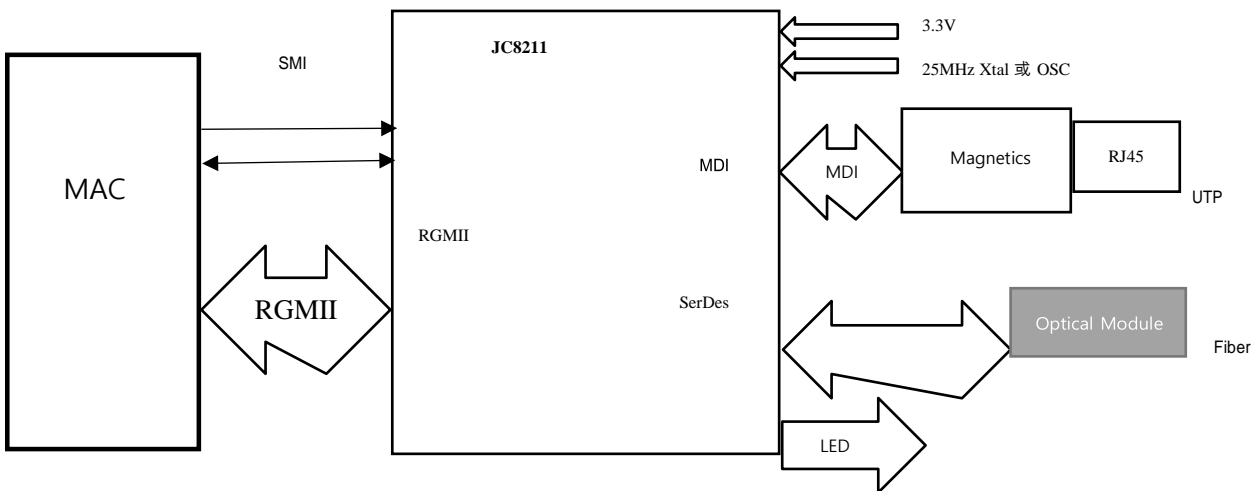 JC8211
3.3V
SMI
25MHz Xtal 或 OSC
MAC
MDI
MDI
Magnetics
RJ45
UTP
RGMII
RGMII
SerDes
Optical Module
Fiber
LED